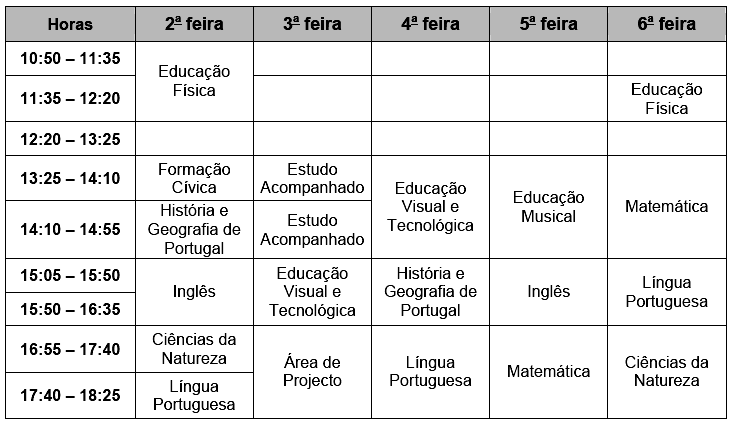 Horas 2ª feira 3ª feira 4ª feira 5ª feira 6ª feira
10:50 – 11:35
Educação
Física
11:35 – 12:20
Educação
Física
12:20 – 13:25
13:25 – 14:10
Formação
Cívica
Estudo
Acompanhado
Educação
Visual e
Tecnológica
Educação
Musical
Matemática
14:10 – 14:55
História e
Geografia de
Portugal
Estudo
Acompanhado
15:05 – 15:50
Inglês
Educação
Visual e
Tecnológica
História e
Geografia de
Portugal
Inglês
Língua
Portuguesa
15:50 – 16:35
16:55 – 17:40
Ciências da
Natureza
Área de
Projecto
Língua
Portuguesa
Matemática
Ciências da
Natureza
17:40 – 18:25
Língua
Portuguesa